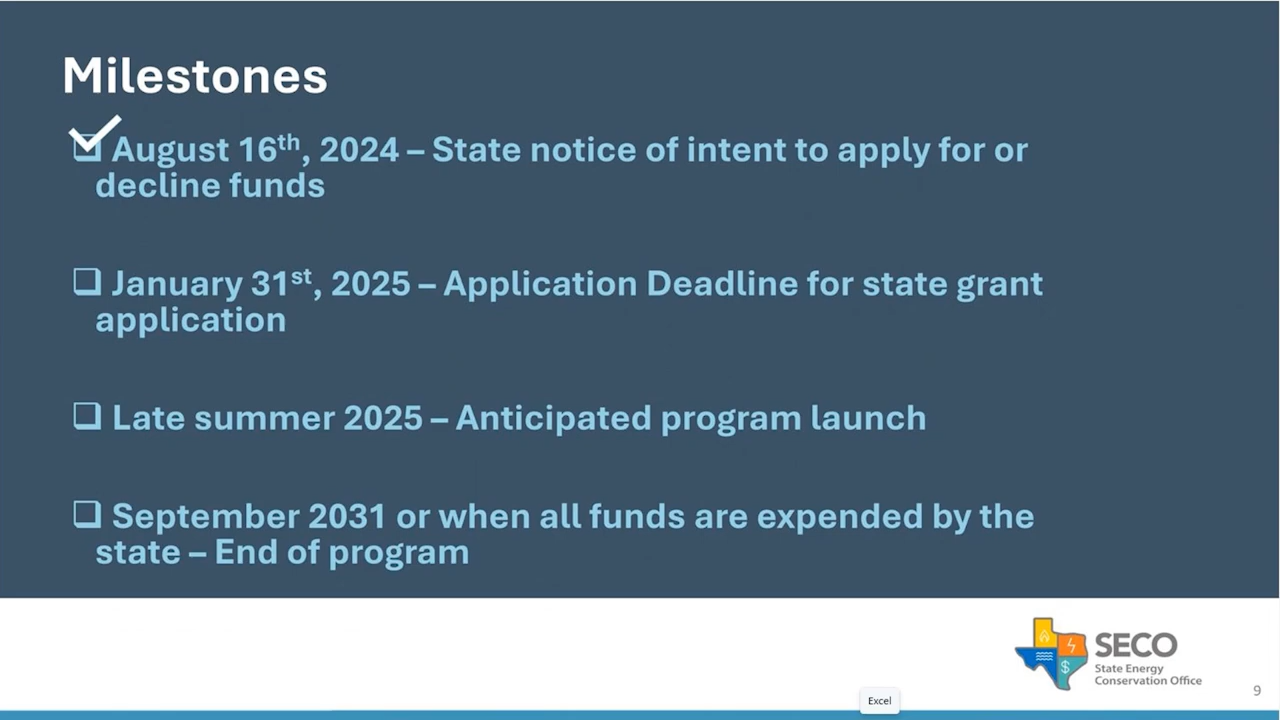 Milestones
August 16th, 2024 – State notice of intent to apply for or
decline funds
January 31st, 2025 – Application Deadline for state grant
application
Late summer 2025 – Anticipated program launch
September 2031 or when all funds are expended by the
state – End of program
SECO
State Energy
Conservation Office
9
Excel